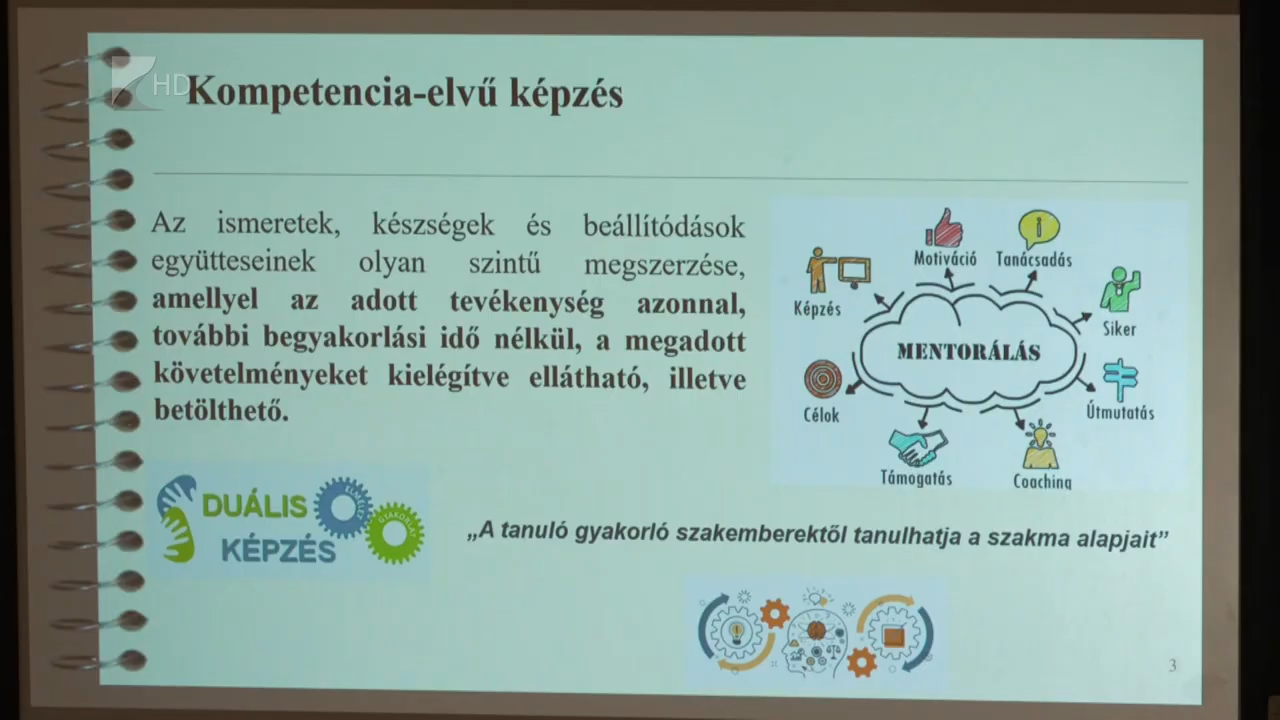 HD
Kompetencia-elvű képzés
Az ismeretek, készségek és beállítódások
együtteseinek olyan szintű megszerzése,
amellyel az adott tevékenység azonnal,
további begyakorlási idő nélkül, a megadott
követelményeket kielégítve ellátható, illetve
betölthető.
Motiváció
Tanácsadás
Képzés
Siker
MENTORÁLÁS
Célok
Útmutatás
Támogatás
Coaching
DUÁLIS
KÉPZÉS
ELMÉLET
GYAKORLAT
„A tanuló gyakorló szakemberektől tanulhatja a szakma alapjait”
3